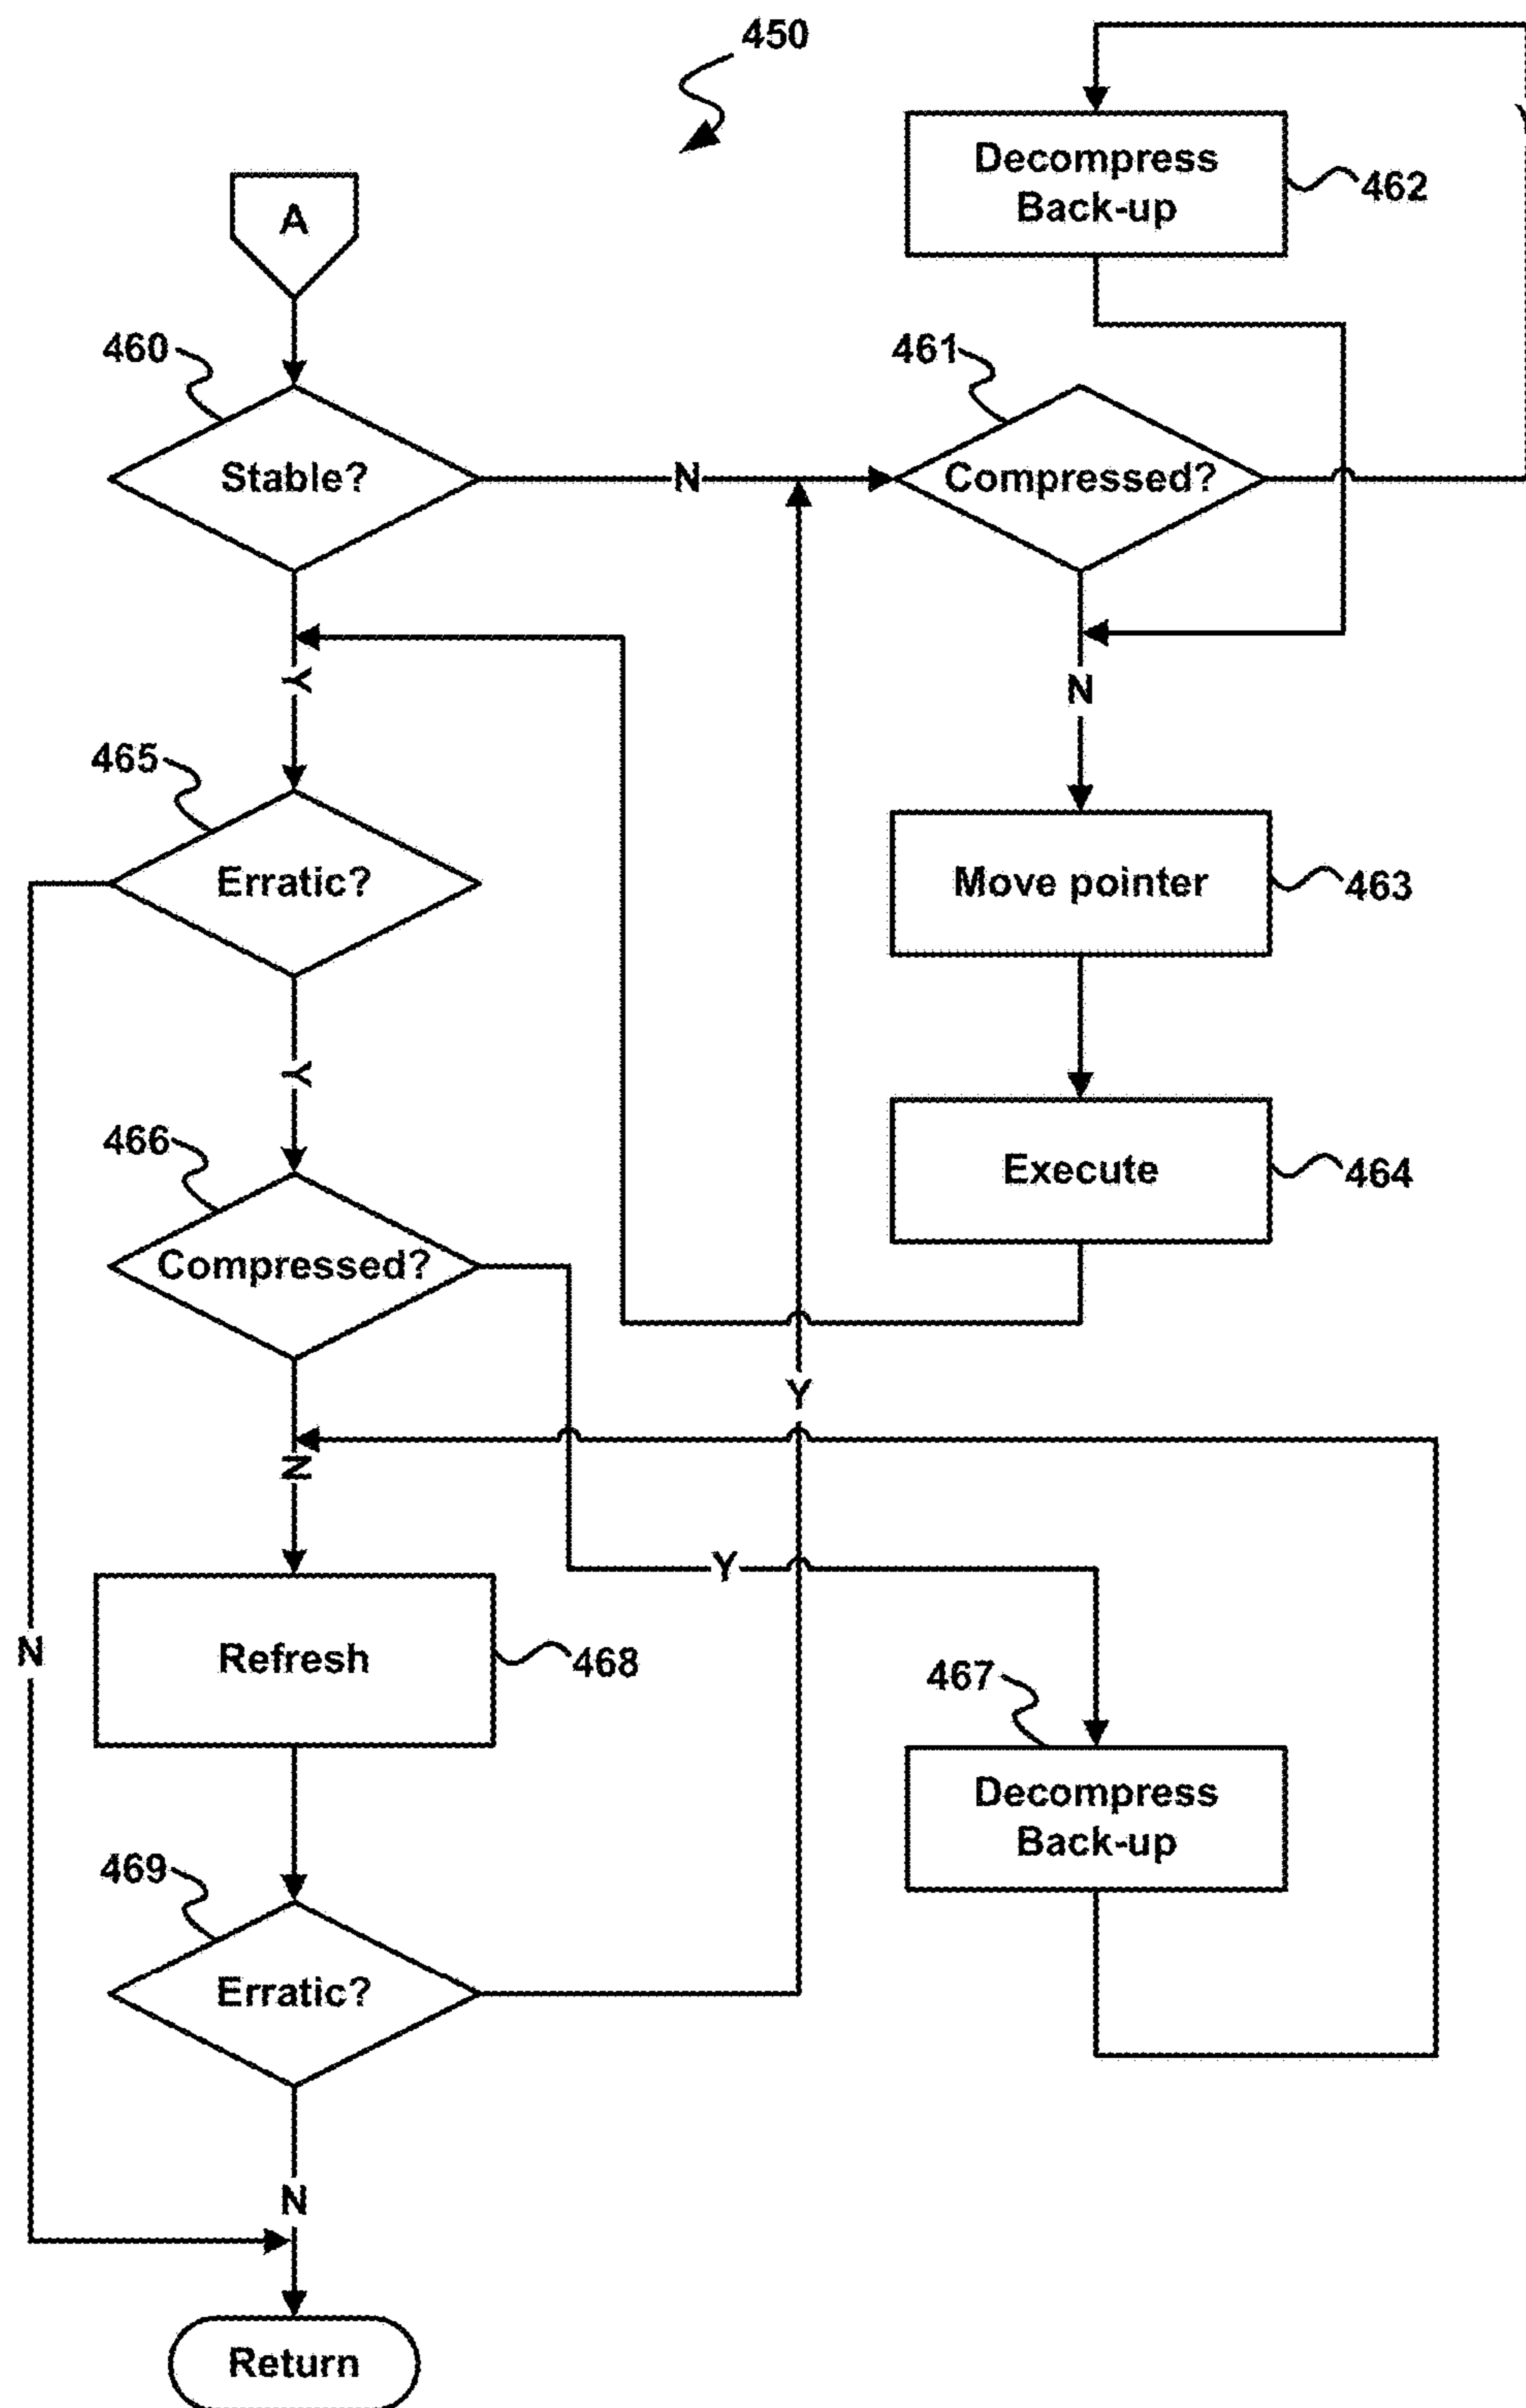 450
Decompress
Back-up
462
A
460
461
Stable?
N
Compressed?
Y
N
465
Erratic?
Move pointer
463
Y
466
Compressed?
Execute
464
Y
N
Y
N
Refresh
468
467
Decompress
Back-up
469
Erratic?
N
Return